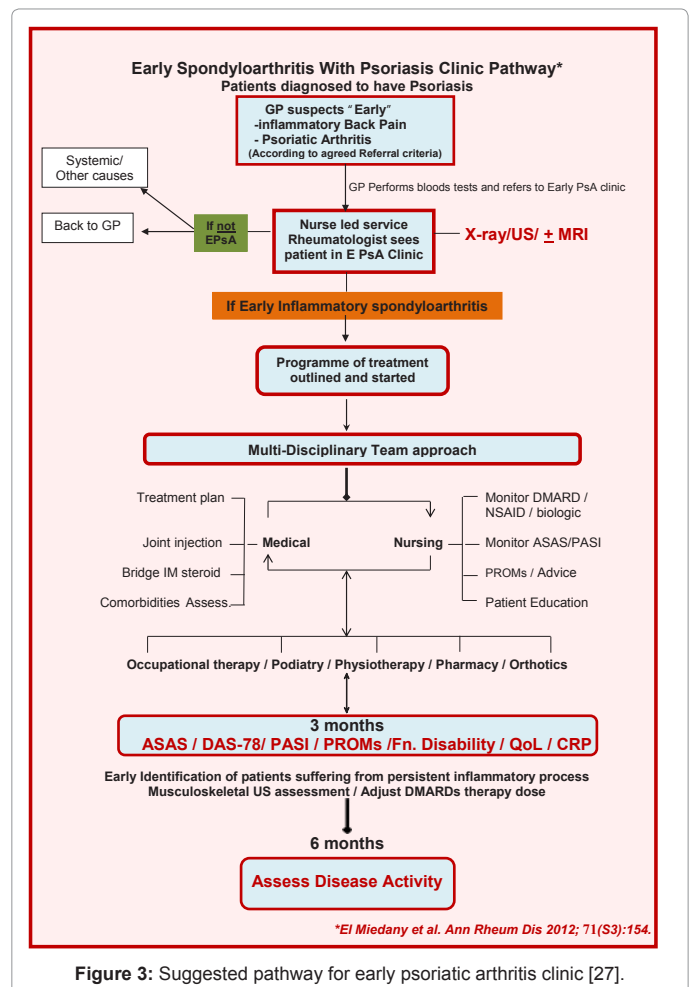 Early Spondyloarthritis With Psoriasis Clinic Pathway*
Patients diagnosed to have Psoriasis
GP suspects "Early"
-inflammatory Back Pain
- Psoriatic Arthritis
(According to agreed Referral criteria)
Systemic/
Other causes
GP Performs bloods tests and refers to Early PsA clinic
Back to GP
If not
EPsA
Nurse led service
Rheumatologist sees
patient in E PsA Clinic
X-ray/US/ ± MRI
If Early Inflammatory spondyloarthritis
Programme of treatment
outlined and started
Multi-Disciplinary Team approach
Treatment plan
Joint injection
Bridge IM steroid
Comorbidities Assess.
Medical
Nursing
Monitor DMARD /
NSAID / biologic
Monitor ASAS/PASI
PROMs / Advice
Patient Education
Occupational therapy / Podiatry / Physiotherapy / Pharmacy / Orthotics
3 months
ASAS / DAS-78/ PASI / PROMs /Fn. Disability / QoL / CRP
Early Identification of patients suffering from persistent inflammatory process
Musculoskeletal US assessment / Adjust DMARDs therapy dose
6 months
Assess Disease Activity
*El Miedany et al. Ann Rheum Dis 2012; 71(S3):154.
Figure 3: Suggested pathway for early psoriatic arthritis clinic [27].